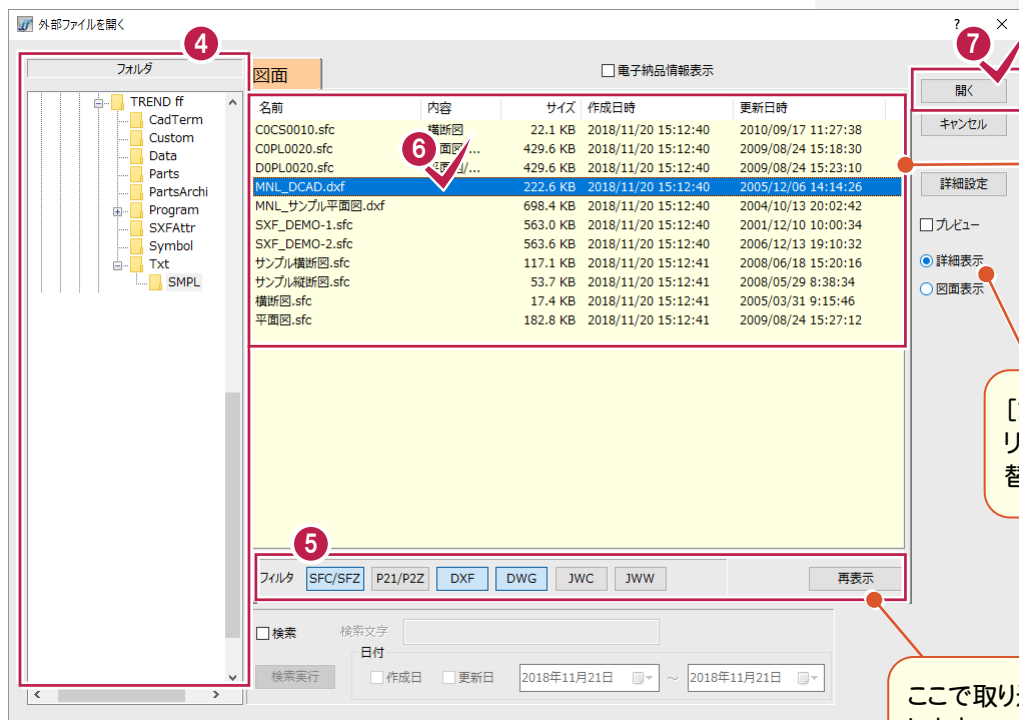 外部ファイルを開く
?
×
4
7
フォルダ
図面
電子納品情報表示
開く
キャンセル
詳細設定
プレビュー
詳細表示
図面表示
TREND ff
CadTerm
Custom
Data
Parts
PartsArchi
Program
SXFAttr
Symbol
Txt
SMPL
名前 内容 サイズ 作成日時 更新日時
C0CS0010.sfc 横断図 22.1 KB 2018/11/20 15:12:40 2010/09/17 11:27:38
C0PL0020.sfc 面図/... 429.6 KB 2018/11/20 15:12:40 2009/08/24 15:18:30
D0PL0020.sfc 429.6 KB 2018/11/20 15:12:40 2009/08/24 15:23:10
MNL_DCAD.dxf 222.6 KB 2018/11/20 15:12:40 2005/12/06 14:14:26
MNL_サンプル平面図.dxf 698.4 KB 2018/11/20 15:12:40 2004/10/13 20:02:42
SXF_DEMO-1.sfc 563.0 KB 2018/11/20 15:12:40 2001/12/10 10:00:34
SXF_DEMO-2.sfc 563.6 KB 2018/11/20 15:12:40 2006/12/13 19:10:32
サンプル横断図.sfc 117.1 KB 2018/11/20 15:12:41 2008/06/18 15:20:16
サンプル縦断図.sfc 53.7 KB 2018/11/20 15:12:41 2008/05/29 8:38:34
横断図.sfc 17.4 KB 2018/11/20 15:12:41 2005/03/31 9:15:46
平面図.sfc 182.8 KB 2018/11/20 15:12:41 2009/08/24 15:27:12
6
[
リ
替
5
フィルタ SFC/SFZ P21/P2Z DXF DWG JWC JWW 再表示
検索 検索文字
日付
検索実行 作成日 更新日 2018年11月21日 ～ 2018年11月21日
ここで取り